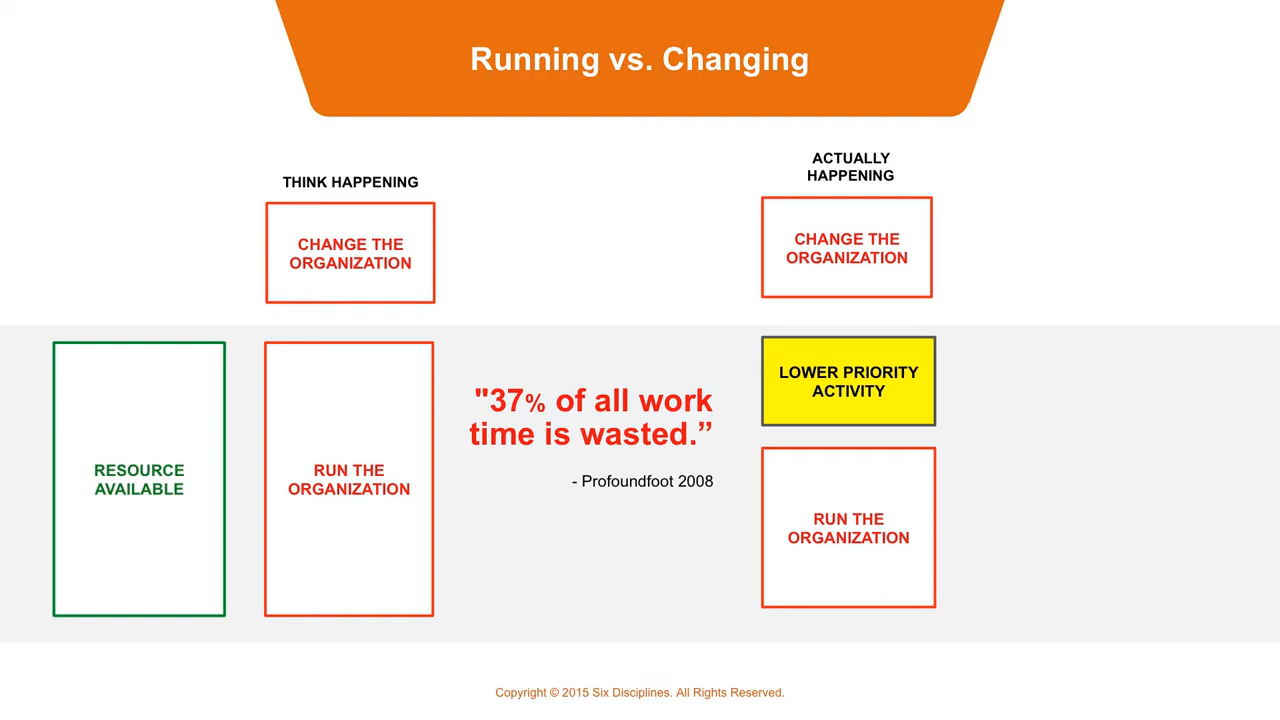 Running vs. Changing
THINK HAPPENING
CHANGE THE
ORGANIZATION
ACTUALLY
HAPPENING
CHANGE THE
ORGANIZATION
RESOURCE
AVAILABLE
RUN THE
ORGANIZATION
"37% of all work
time is wasted.”
- Profoundfoot 2008
LOWER PRIORITY
ACTIVITY
RUN THE
ORGANIZATION
Copyright © 2015 Six Disciplines. All Rights Reserved.